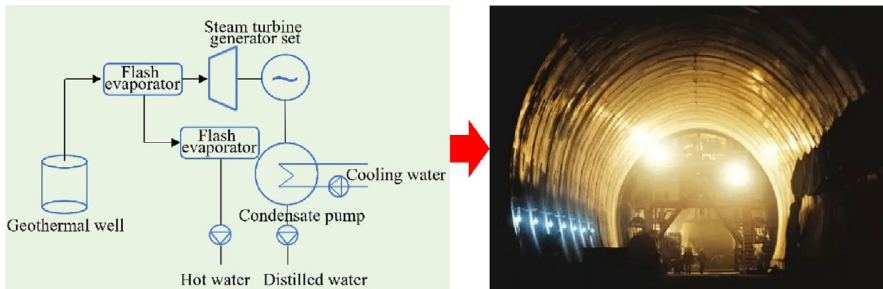 Steam turbine
generator set
Flash
evaporator
Flash
evaporator
Cooling water
Geothermal well
Condensate pump
Hot water
Distilled water